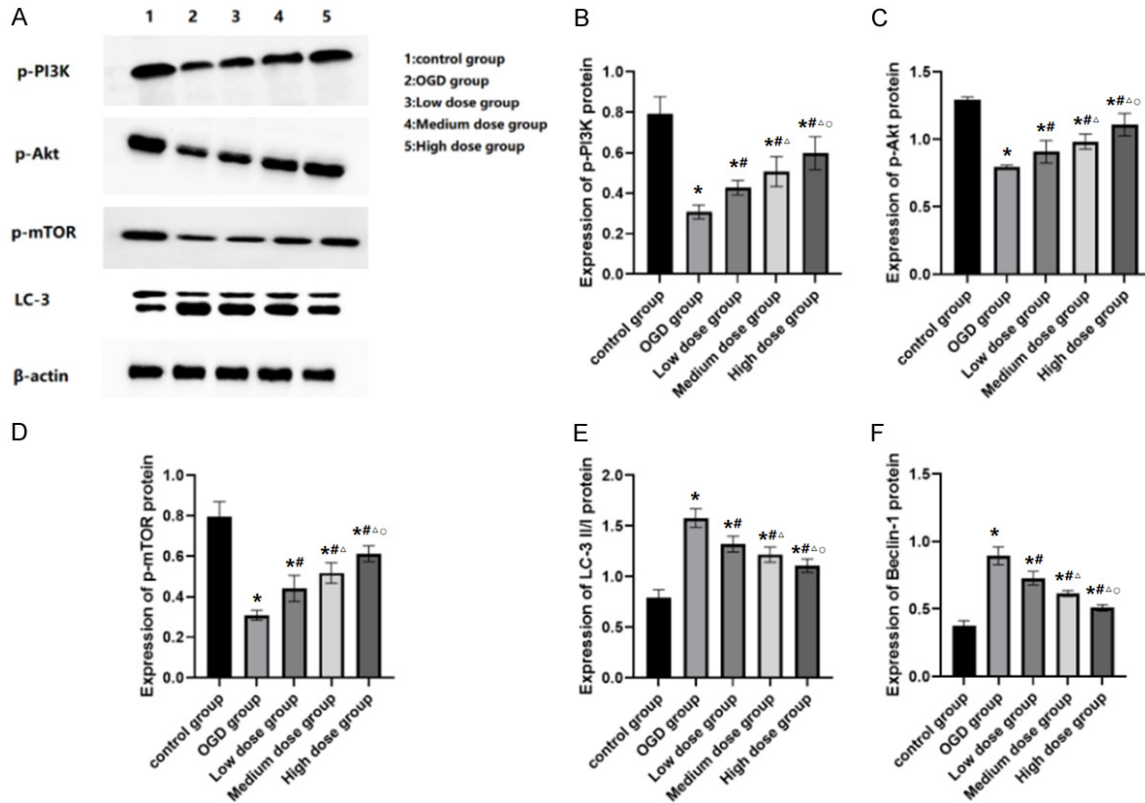 A
1 2 3 4 5
p-PI3K
p-Akt
p-mTOR
LC-3
β-actin
1:control group
2:OGD group
3:Low dose group
4:Medium dose group
5:High dose group
B
Expression of p-PI3K protein
1.0
0.8
0.6
0.4
0.2
0.0
*
*#
*#△
*#△○
control group
OGD group
Low dose group
Medium dose group
High dose group
C
Expression of p-Akt protein
1.5
1.0
0.5
0.0
*
*#
*#△
*#△○
control group
OGD group
Low dose group
Medium dose group
High dose group
D
Expression of p-mTOR protein
1.0
0.8
0.6
0.4
0.2
0.0
*
*#
*#△
*#△○
control group
OGD group
Low dose group
Medium dose group
High dose group
E
Expression of LC-3 II/I protein
2.0
1.5
1.0
0.5
0.0
*
*#
*#△
*#△○
control group
OGD group
Low dose group
Medium dose group
High dose group
F
Expression of Beclin-1 protein
1.5
1.0
0.5
0.0
*
*#
*#△
*#△○
control group
OGD group
Low dose group
Medium dose group
High dose group